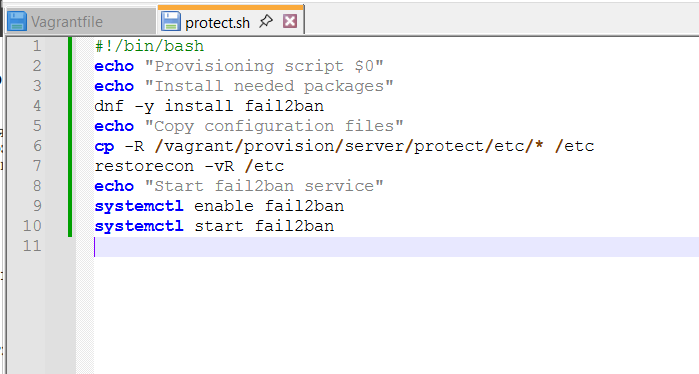 Vagrantfile protect.sh
1 #!/bin/bash
2 echo "Provisioning script $0"
3 echo "Install needed packages"
4 dnf -y install fail2ban
5 echo "Copy configuration files"
6 cp -R /vagrant/provision/server/protect/etc/* /etc
7 restorecon -vR /etc
8 echo "Start fail2ban service"
9 systemctl enable fail2ban
10 systemctl start fail2ban
11